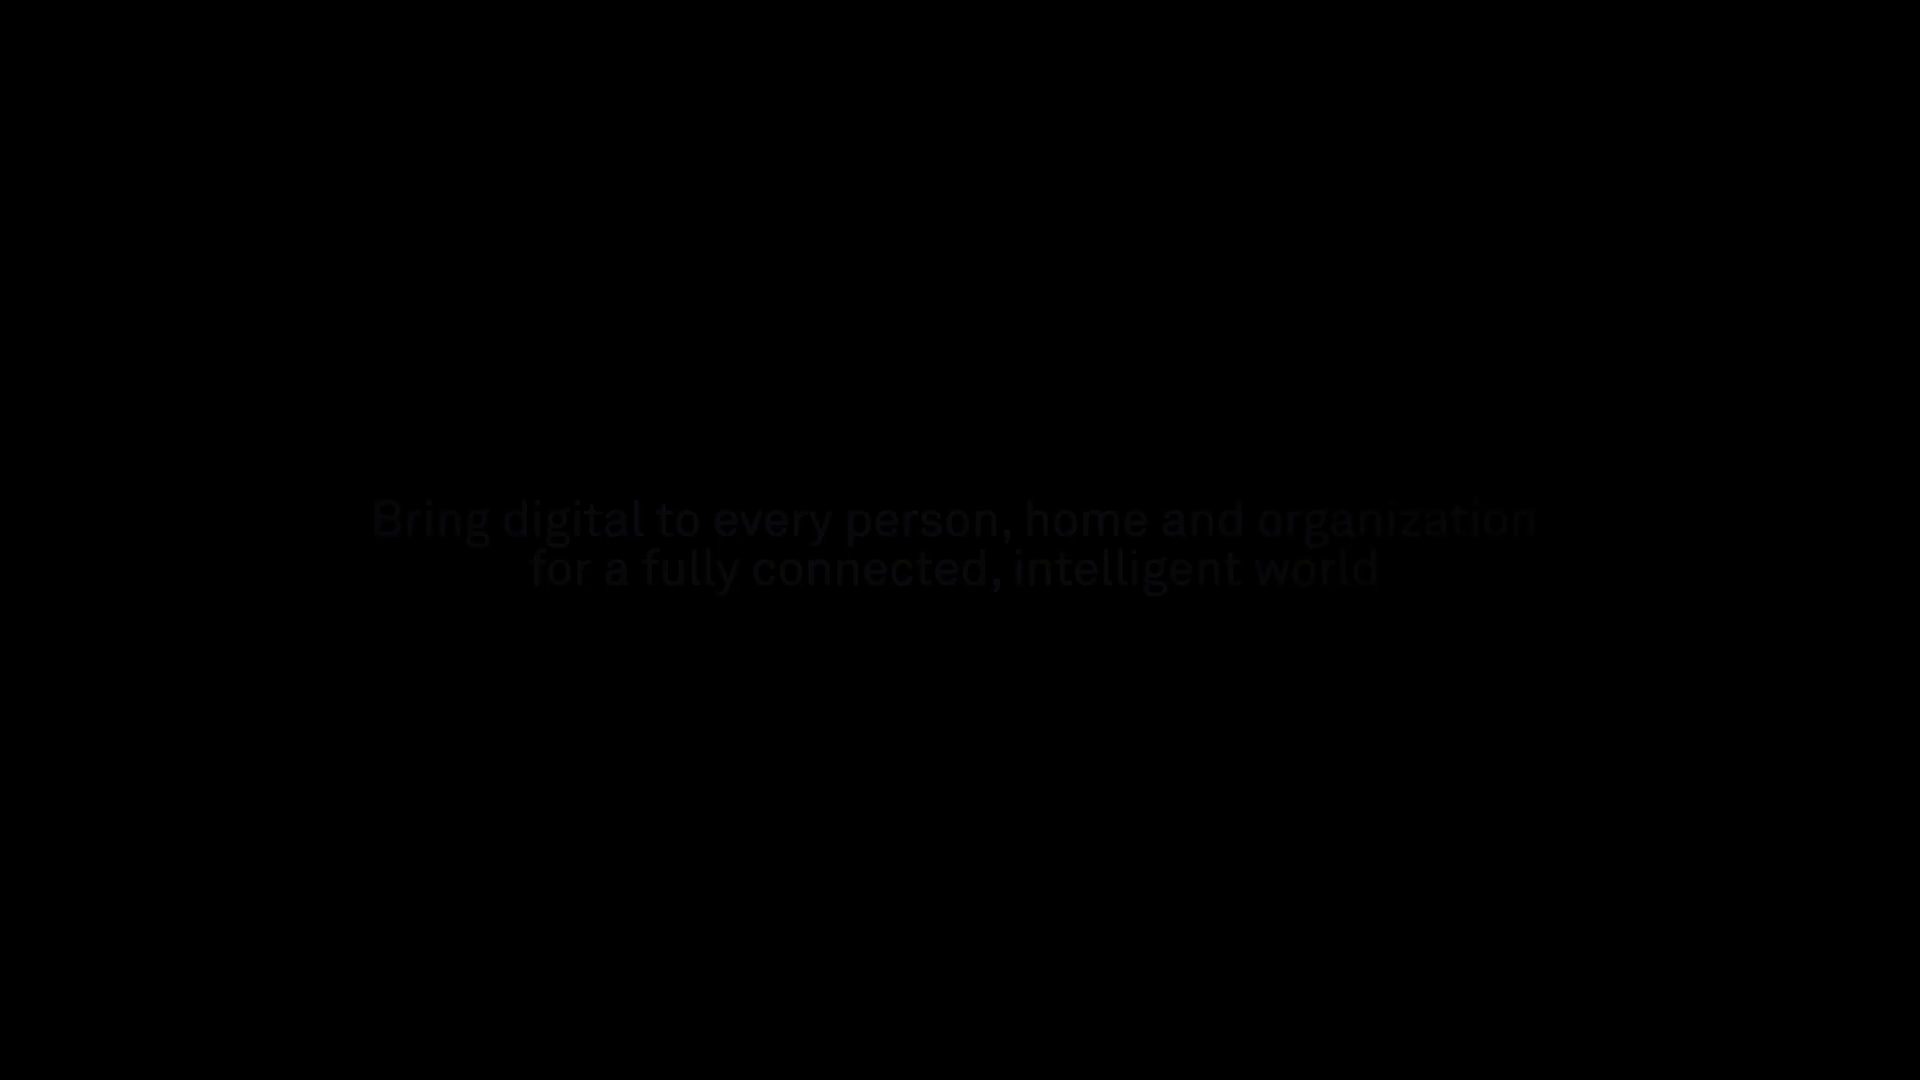 Bring digital to every person, home and organization
for a fully connected, intelligent world